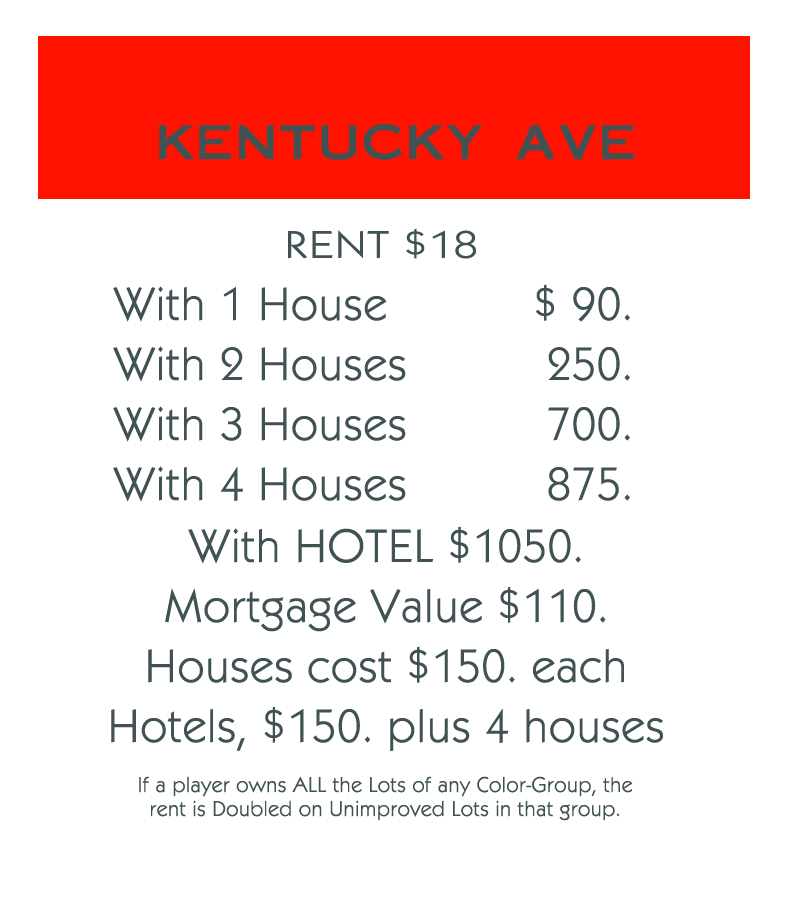 KENTUCKY AVE
RENT $18
With 1 House $ 90.
With 2 Houses 250.
With 3 Houses 700.
With 4 Houses 875.
With HOTEL $1050.
Mortgage Value $110.
Houses cost $150. each
Hotels, $150. plus 4 houses
If a player owns ALL the Lots of any Color-Group, the
rent is Doubled on Unimproved Lots in that group.